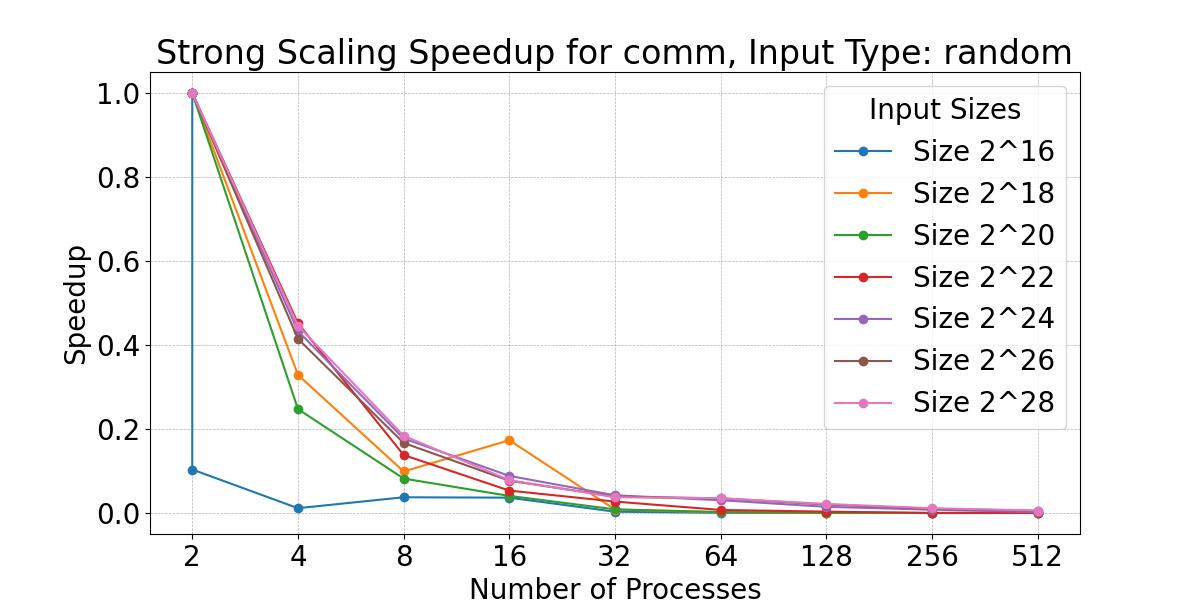 Strong Scaling Speedup for comm, Input Type: random
Speedup
1.0
0.8
0.6
0.4
0.2
0.0
Input Sizes
Size 2^16
Size 2^18
Size 2^20
Size 2^22
Size 2^24
Size 2^26
Size 2^28
2 4 8 16 32 64 128 256 512
Number of Processes